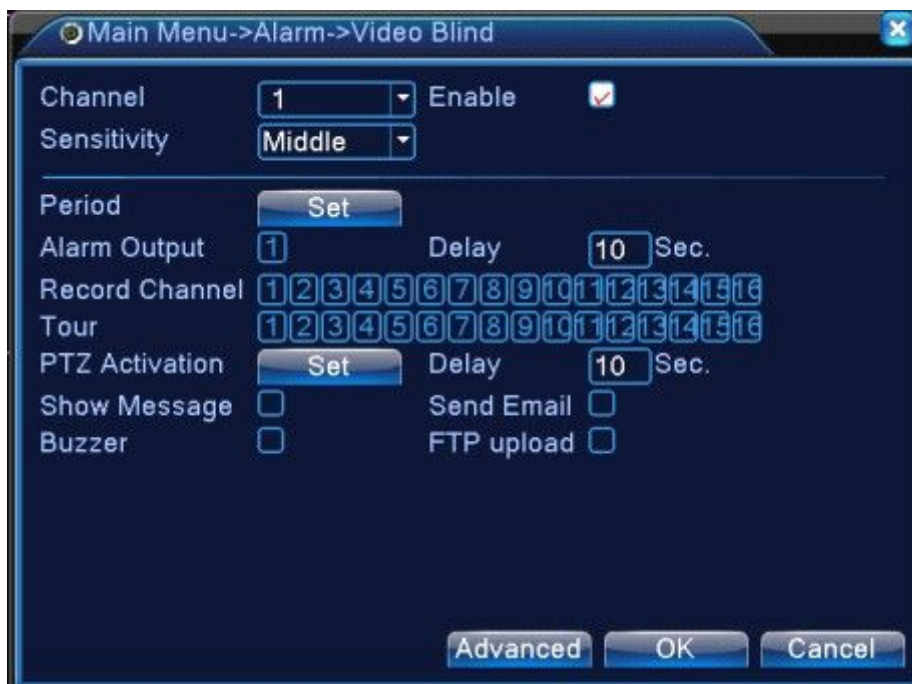 Main Menu->Alarm->Video Blind
Channel 1 Enable
Sensitivity Middle
Period Set
Alarm Output 1 Delay 10 Sec.
Record Channel 1 2 3 4 5 6 7 8 9 10 11 12 13 14 15 16
Tour 1 2 3 4 5 6 7 8 9 10 11 12 13 14 15 16
PTZ Activation Set Delay 10 Sec.
Show Message Send Email
Buzzer FTP upload
Advanced OK Cancel